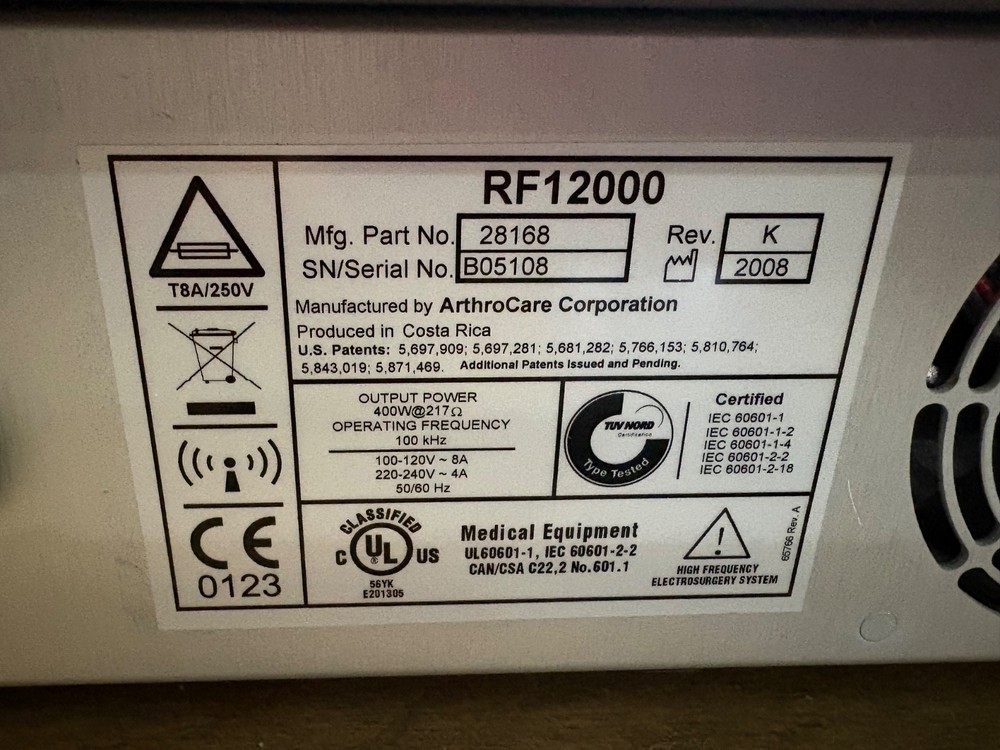 RF12000
Mfg. Part No. 28168
Rev. K
SN/Serial No. B05108
2008
Manufactured by ArthroCare Corporation
Produced in Costa Rica
U.S. Patents: 5,697,909; 5,697,281; 5,681,282; 5,766,153; 5,810,764;
5,843,019; 5,871,469. Additional Patents Issued and Pending.
T8A/250V
CE
0123
OUTPUT POWER
400W@217Ω
OPERATING FREQUENCY
100 kHz
100-120V ~ 8A
220-240V ~ 4A
50/60 Hz
TUV NORD
Certification
Type Tested
Certified
IEC 60601-1
IEC 60601-1-2
IEC 60601-1-4
IEC 60601-2-2
IEC 60601-2-18
CLASSIFIED
C UL US
56YK
E201305
Medical Equipment
UL60601-1, IEC 60601-2-2
CAN/CSA C22,2 No.601.1
HIGH FREQUENCY
ELECTROSURGERY SYSTEM
65766 Rev. A